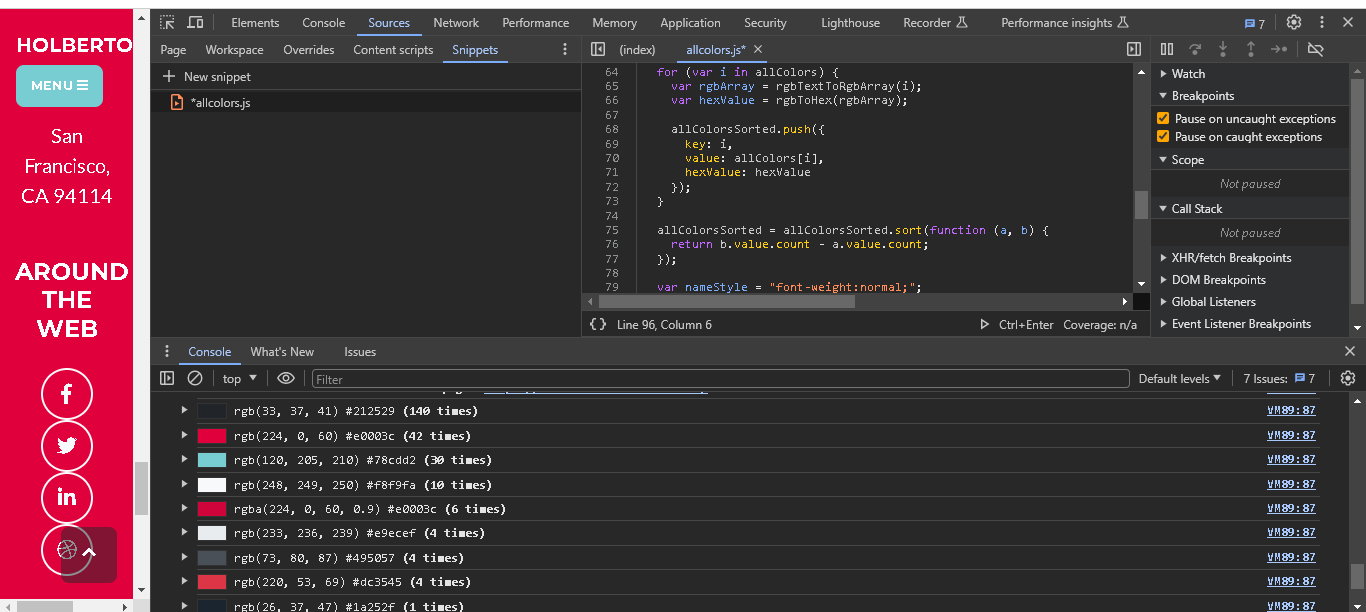 HOLBERTO
MENU
San
Francisco,
CA 94114
AROUND
THE
WEB
Elements Console Sources Network Performance Memory Application Security Lighthouse Recorder Performance insights 7
Page Workspace Overrides Content scripts Snippets
New snippet
*allcolors.js
(index) allcolors.js*
64 for (var i in allColors) {
65 var rgbArray = rgbTextToRgbArray(i);
66 var hexValue = rgbToHex(rgbArray);
67
68 allColorsSorted.push({
69 key: i,
70 value: allColors[i],
71 hexValue: hexValue
72 });
73 }
74
75 allColorsSorted = allColorsSorted.sort(function (a, b) {
76 return b.value.count - a.value.count;
77 });
78
79 var nameStyle = "font-weight:normal;";
{} Line 96, Column 6 Ctrl+Enter Coverage: n/a
Watch
Breakpoints
Pause on uncaught exceptions
Pause on caught exceptions
Scope
Not paused
Call Stack
Not paused
XHR/fetch Breakpoints
DOM Breakpoints
Global Listeners
Event Listener Breakpoints
Console What's New Issues
top Filter Default levels 7 Issues: 7
rgb(33, 37, 41) #212529 (140 times) VM89:87
rgb(224, 0, 60) #e0003c (42 times) VM89:87
rgb(120, 205, 210) #78cdd2 (30 times) VM89:87
rgb(248, 249, 250) #f8f9fa (10 times) VM89:87
rgba(224, 0, 60, 0.9) #e0003c (6 times) VM89:87
rgb(233, 236, 239) #e9ecef (4 times) VM89:87
rgb(73, 80, 87) #495057 (4 times) VM89:87
rgb(220, 53, 69) #dc3545 (4 times) VM89:87
rgb(26, 37, 47) #1a252f (1 times) VM89:87